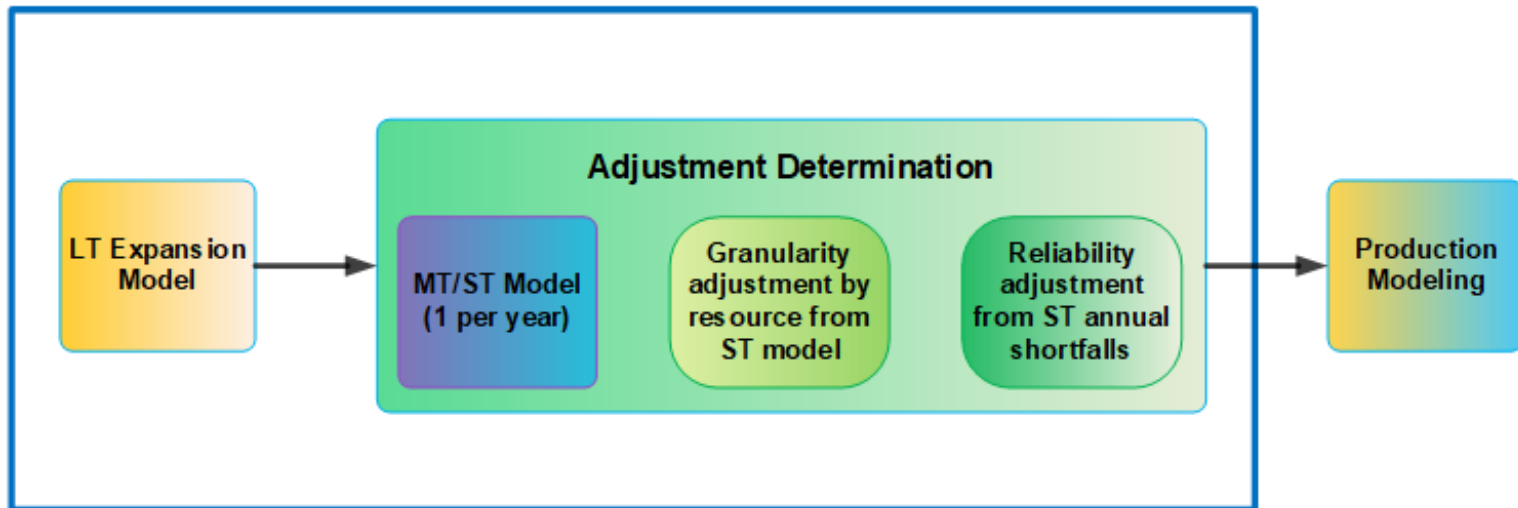 Adjustment Determination
LT Expansion
Model
MT/ST Model
(1 per year)
Granularity
adjustment by
resource from
ST model
Reliability
adjustment
from ST annual
shortfalls
Production
Modeling